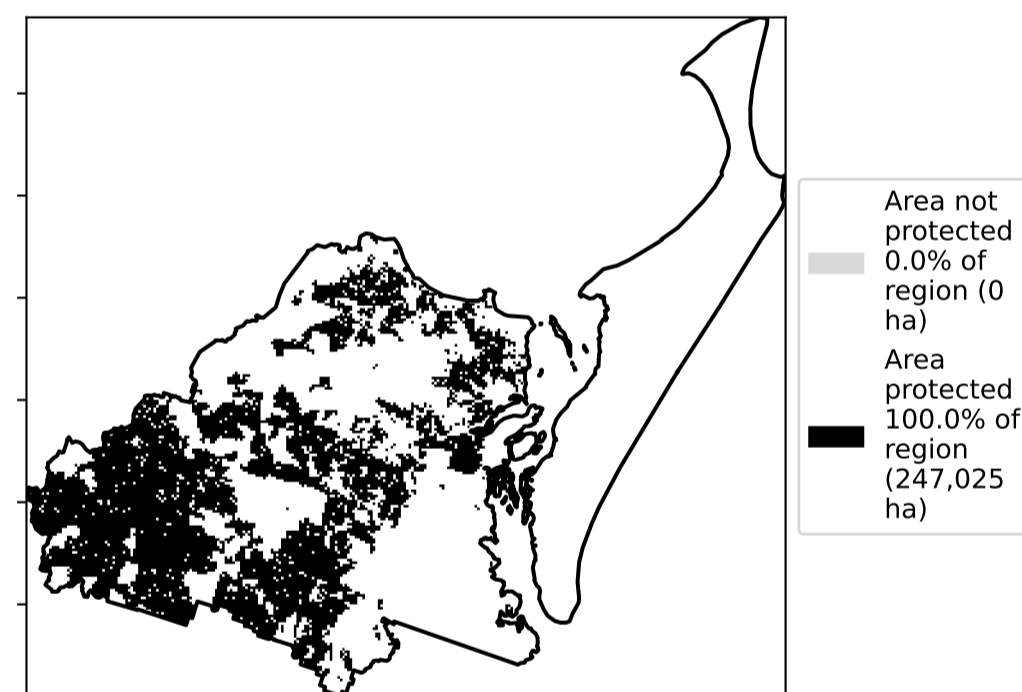 Area not
protected
0.0% of
region (0
ha)
Area
protected
100.0% of
region
(247,025
ha)